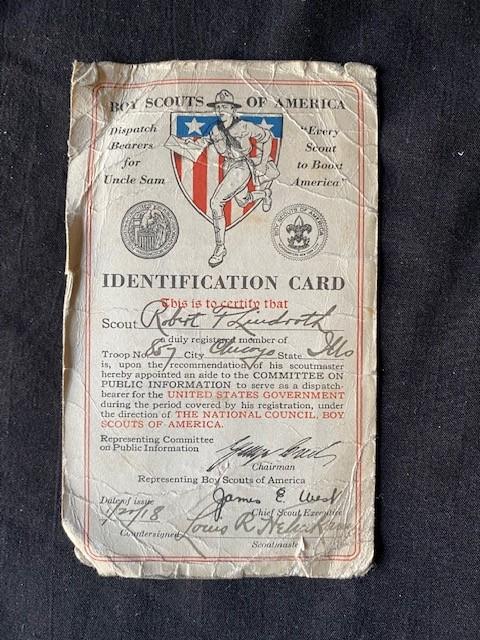 BOY SCOUTS OF AMERICA
Dispatch
Bearers
for
Uncle Sam
"Every
Scout
to Boost
America"
BOY SCOUTS OF AMERICA
IDENTIFICATION CARD
This is to certify that
Scout Robert F Lindroth
a duly registered member of
Troop No. 857 City Chicago State Ills
is, upon the recommendation of his scoutmaster
hereby appointed an aide to the COMMITTEE ON
PUBLIC INFORMATION to serve as a dispatch-
bearer for the UNITED STATES GOVERNMENT
during the period covered by his registration, under
the direction of THE NATIONAL COUNCIL, BOY
SCOUTS OF AMERICA.
Representing Committee
on Public Information
George Creel
Chairman
Representing Boy Scouts of America
James E. West
Date of issue Chief Scout Executive
/18
Louis R.
Countersigned
Scoutmaster